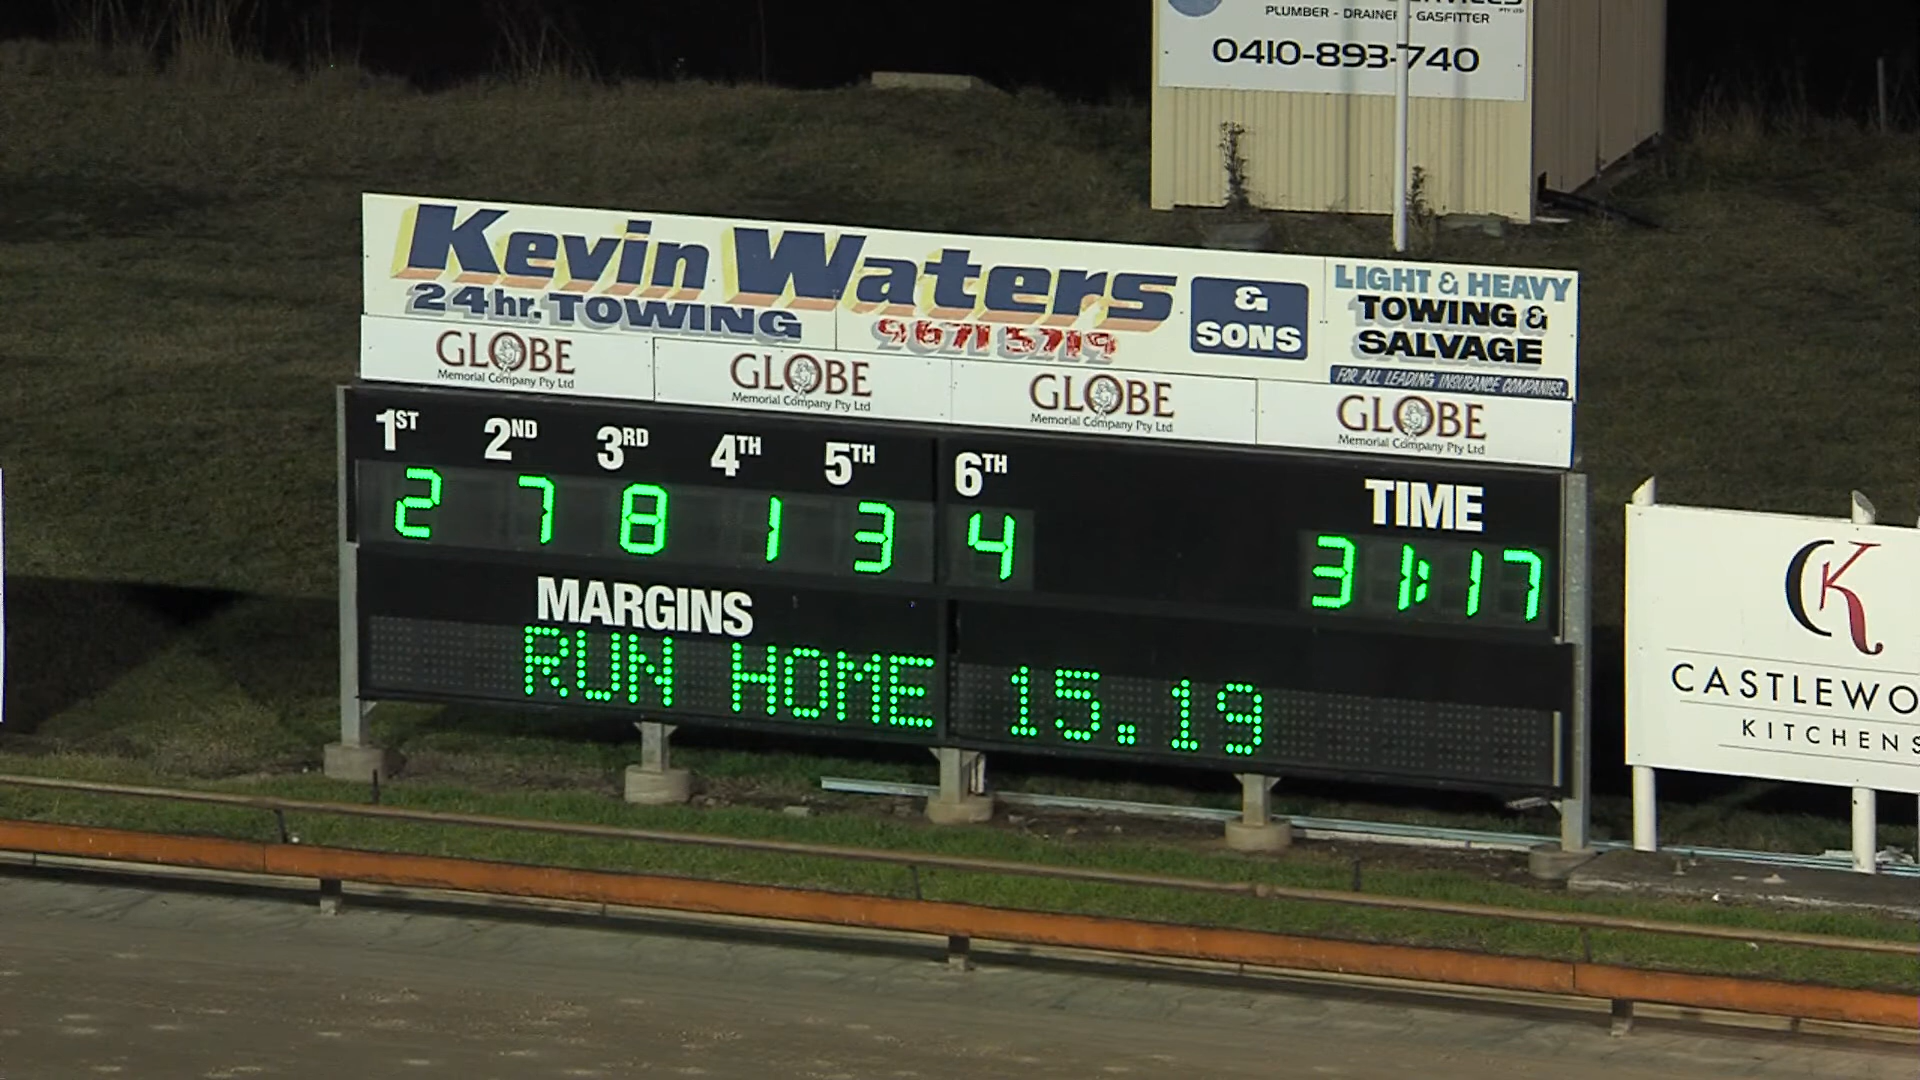 PLUMBER - DRAINER - GASFITTER
0410-893-740
Kevin Waters
& SONS
24hr. TOWING
9671 5719
LIGHT & HEAVY
TOWING &
SALVAGE
FOR ALL LEADING INSURANCE COMPANIES.
GLOBE
Memorial Company Pty Ltd
GLOBE
Memorial Company Pty Ltd
GLOBE
Memorial Company Pty Ltd
GLOBE
Memorial Company Pty Ltd
1ST 2ND 3RD 4TH 5TH 6TH TIME
2 7 8 1 3 4 31:17
MARGINS
RUN HOME 15.19
CK
CASTLEWO
KITCHENS